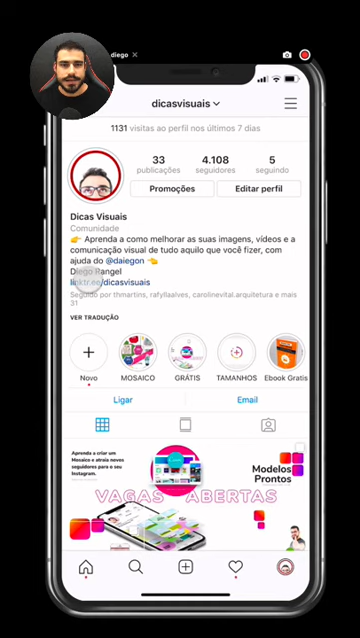 diego ×
dicasvisuais
1131 visitas ao perfil nos últimos 7 dias
33 4.108 5
publicações seguidores seguindo
Promoções Editar perfil
Dicas Visuais
Comunidade
👉 Aprenda a como melhorar as suas imagens, vídeos e a
comunicação visual de tudo aquilo que você fizer, com
ajuda do @daiegon 👈
Diego Rangel
linktr.ee/dicasvisuais
Seguido por thmartins, rafyllaalves, carolinevital.arquitetura e mais
31
VER TRADUÇÃO
Novo MOSAICO GRÁTIS TAMANHOS Ebook Gratis
Ligar Email
Aprenda a criar um
Mosaico e atraia novos
seguidores para o seu
Instagram.
Modelos
Prontos
VAGAS ABERTAS